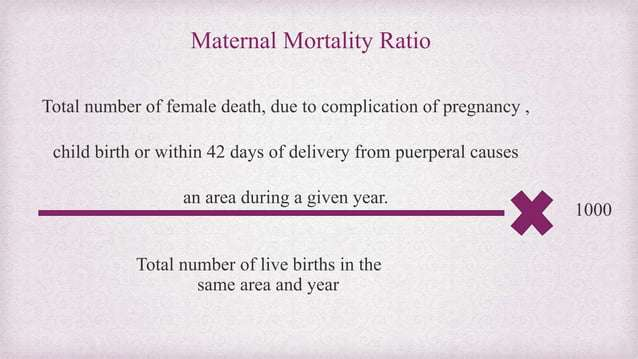 Maternal Mortality Ratio
Total number of female death, due to complication of pregnancy ,
child birth or within 42 days of delivery from puerperal causes
an area during a given year.
1000
Total number of live births in the
same area and year